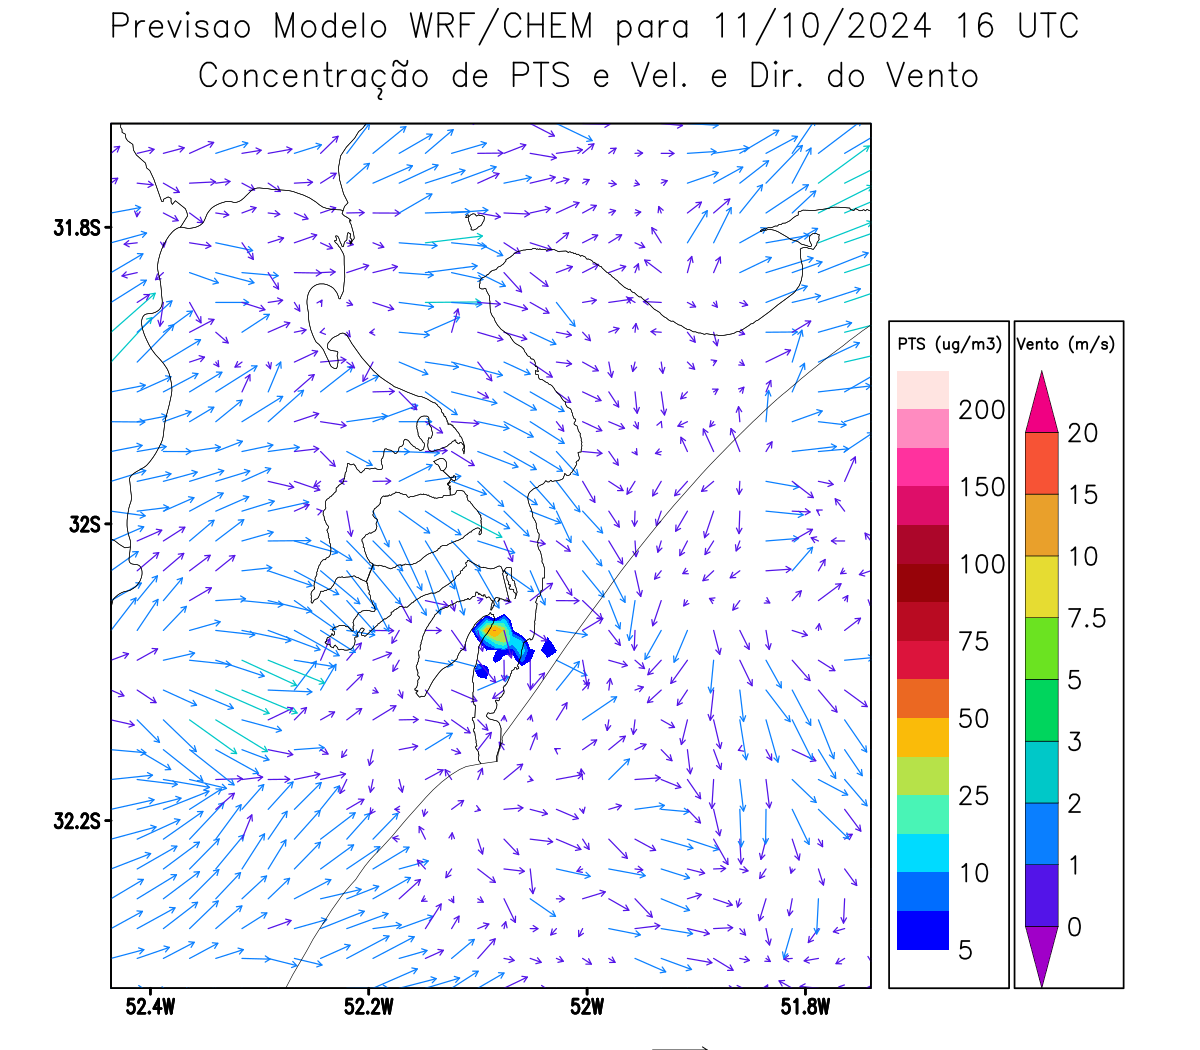 Previsao Modelo WRF/CHEM para 11/10/2024 16 UTC
Concentração de PTS e Vel. e Dir. do Vento
31.8S
32S
32.2S
52.4W
52.2W
52W
51.8W
PTS (ug/m3)
200
150
100
75
50
25
10
5
Vento (m/s)
20
15
10
7.5
5
3
2
1
0